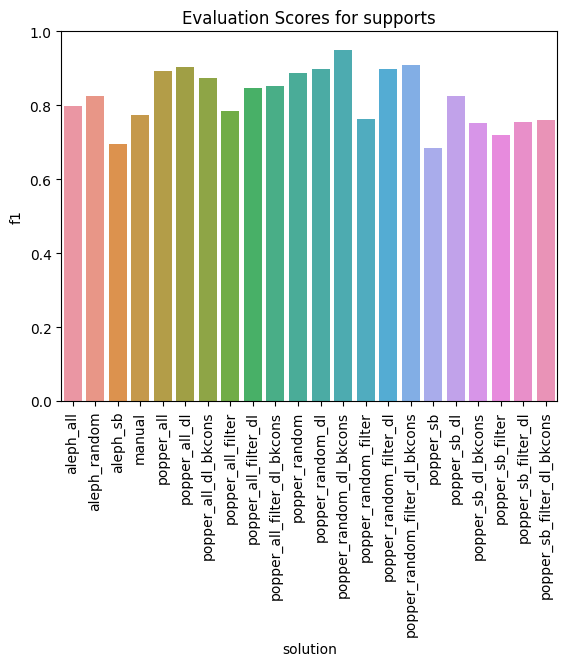 Evaluation Scores for supports
f1
1.0
0.8
0.6
0.4
0.2
0.0
aleph_all
aleph_random
aleph_sb
manual
popper_all
popper_all_dl
popper_all_dl_bkcons
popper_all_filter
popper_all_filter_dl
popper_all_filter_dl_bkcons
popper_random
popper_random_dl
popper_random_dl_bkcons
popper_random_filter
popper_random_filter_dl
popper_random_filter_dl_bkcons
popper_sb
popper_sb_dl
popper_sb_dl_bkcons
popper_sb_filter
popper_sb_filter_dl
popper_sb_filter_dl_bkcons
solution